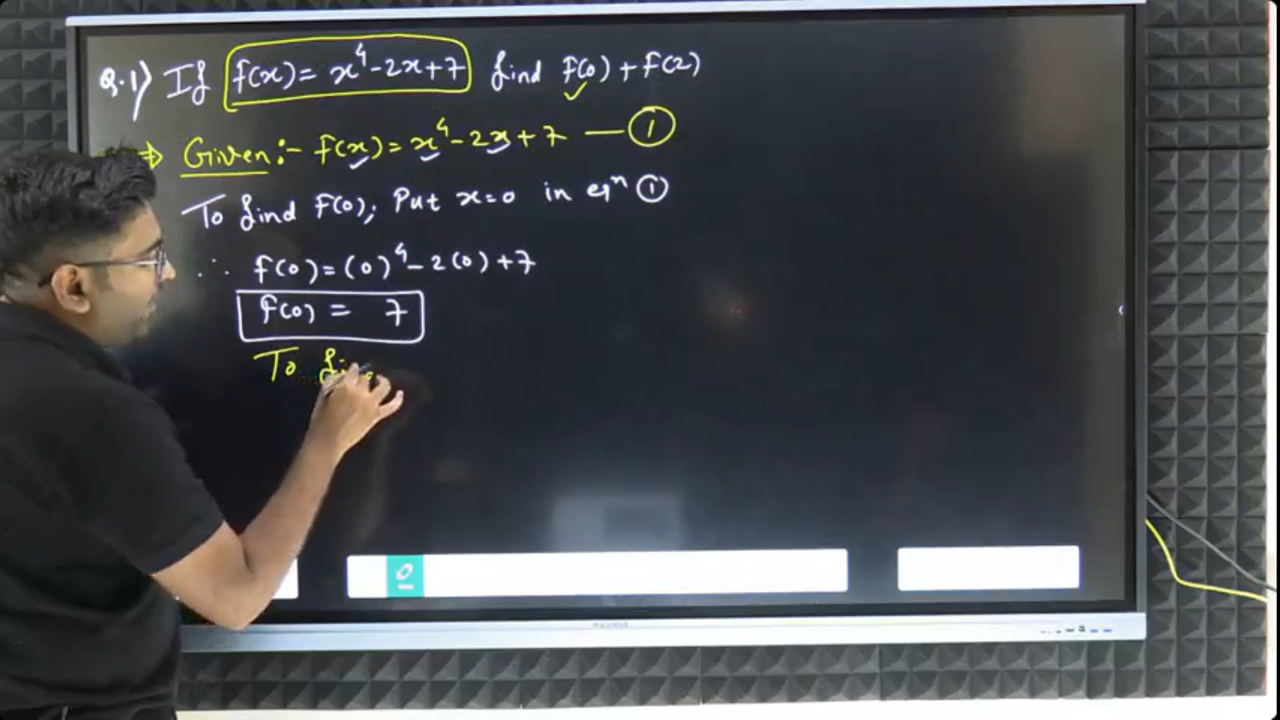 Q.1) If f(x) = x⁴-2x+7 find f(0) + f(2)
⇒ Given :- f(x) = x⁴ - 2x + 7 — ①
To find f(0); Put x=0 in eqⁿ ①
∴ f(0) = (0)⁴ - 2(0) + 7
f(0) = 7
To